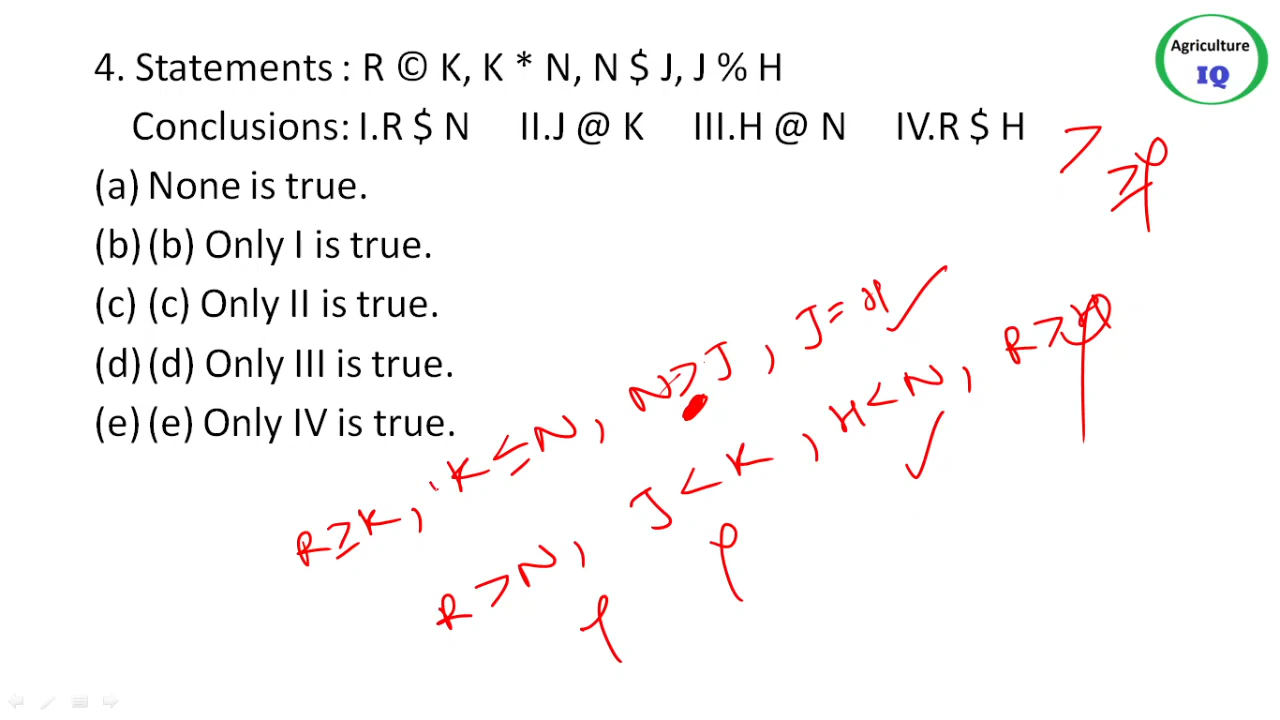 4. Statements : R © K, K * N, N $ J, J % H
Conclusions: I.R $ N II.J @ K III.H @ N IV.R $ H
(a) None is true.
(b) (b) Only I is true.
(c) (c) Only II is true.
(d) (d) Only III is true.
(e) (e) Only IV is true.
Agriculture
IQ
>
≥
R ≥ K, K ≤ N, N > J, J = H
R > N, J < K, H < N, R > H